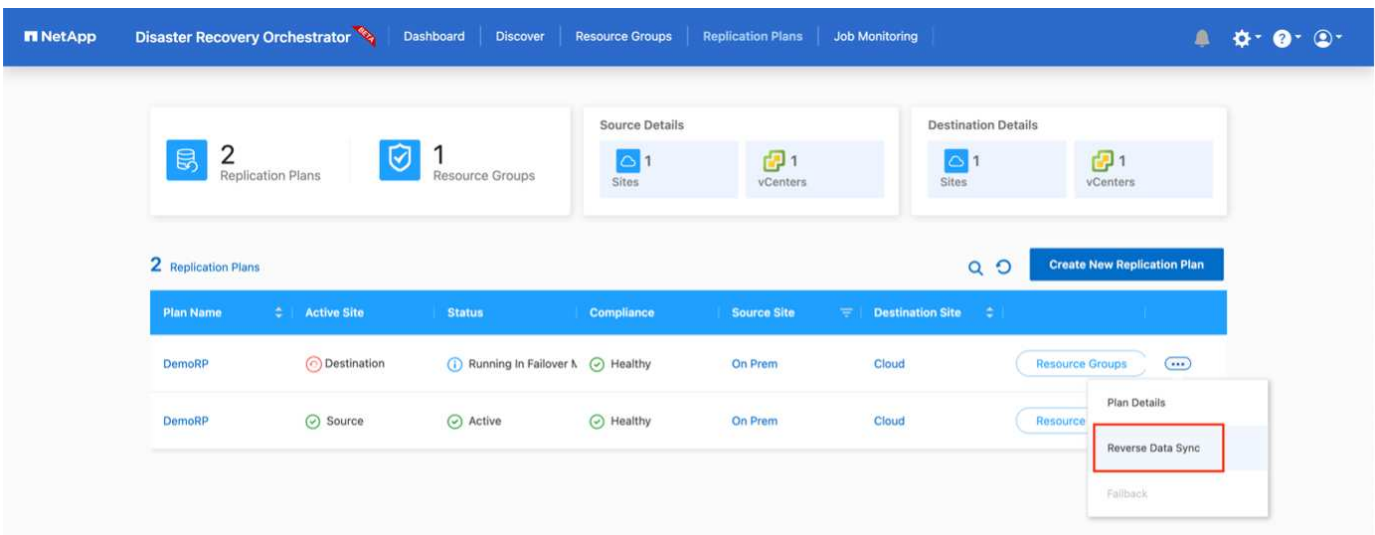 NetApp Disaster Recovery Orchestrator BETA Dashboard Discover Resource Groups Replication Plans Job Monitoring
2
Replication Plans
1
Resource Groups
Source Details
1
Sites
1
vCenters
Destination Details
1
Sites
1
vCenters
2 Replication Plans
Create New Replication Plan
Plan Name Active Site Status Compliance Source Site Destination Site
DemoRP Destination Running In Failover M Healthy On Prem Cloud Resource Groups
DemoRP Source Active Healthy On Prem Cloud Resource
Plan Details
Reverse Data Sync
Failback